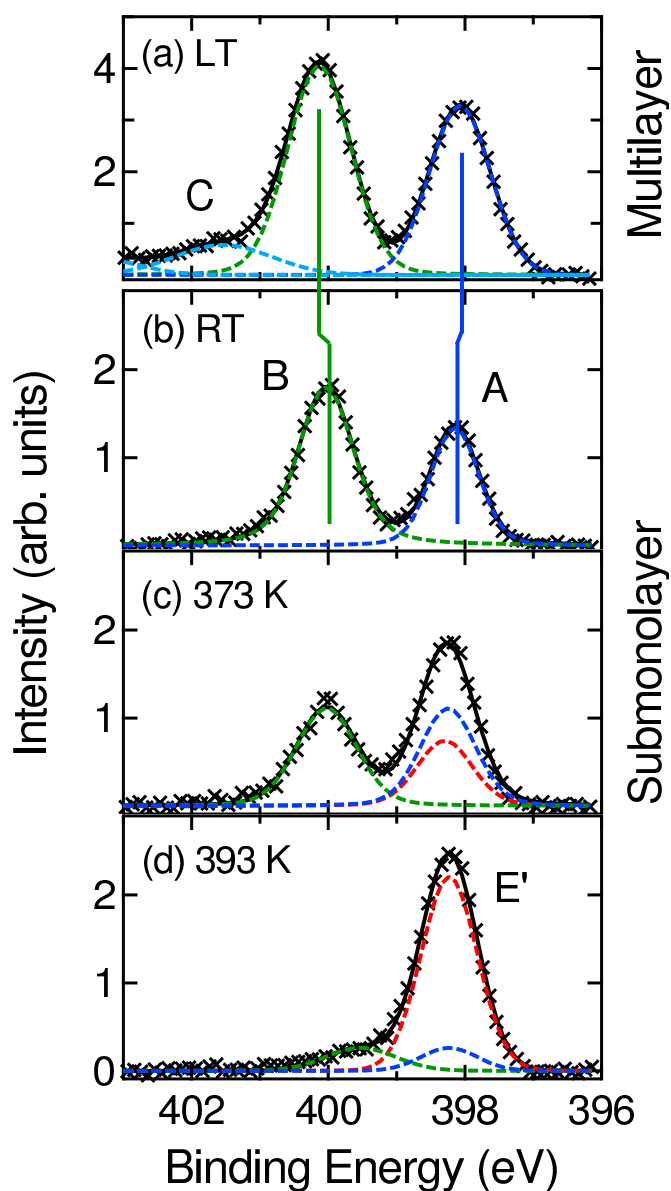 (a) LT
4
2
C
Multilayer
(b) RT
B
A
2
1
Intensity (arb. units)
(c) 373 K
2
1
Submonolayer
(d) 393 K
E'
2
1
0
402 400 398 396
Binding Energy (eV)